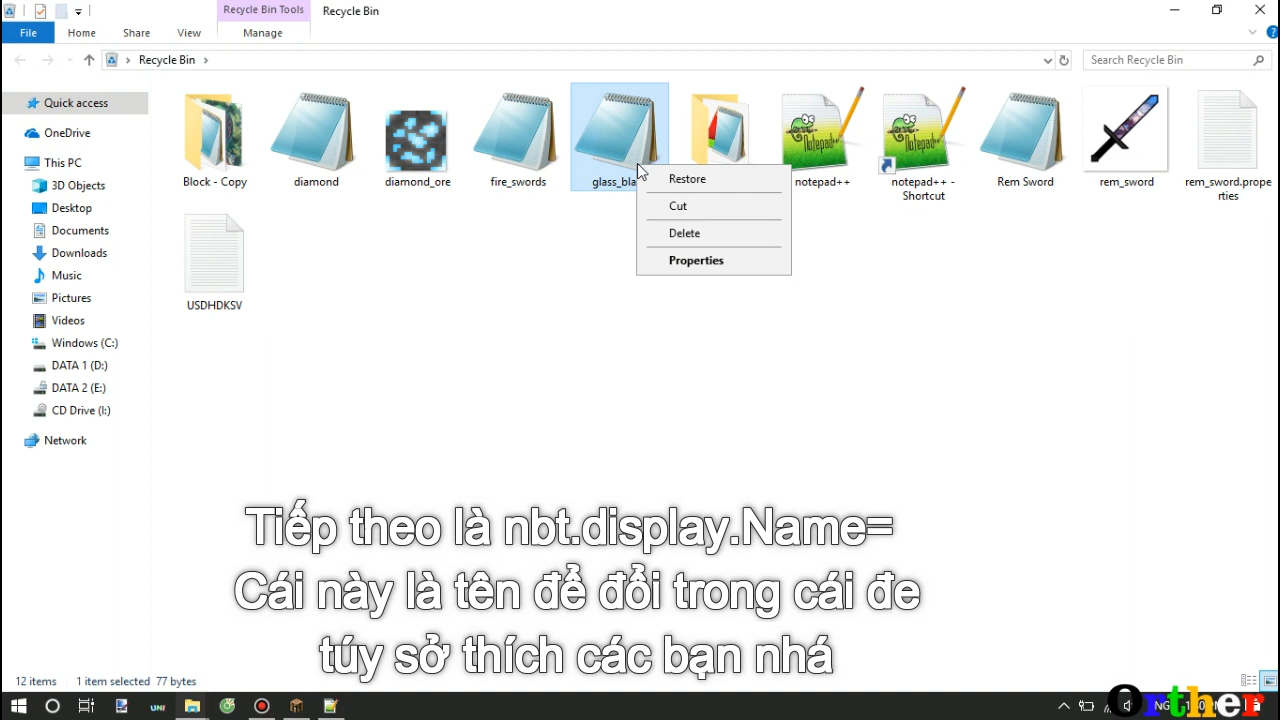 Recycle Bin Tools
Recycle Bin
File
Home
Share
View
Manage
Recycle Bin
Search Recycle Bin
Quick access
OneDrive
This PC
3D Objects
Desktop
Documents
Downloads
Music
Pictures
Videos
Windows (C:)
DATA 1 (D:)
DATA 2 (E:)
CD Drive (I:)
Network
Block - Copy
diamond
diamond_ore
fire_swords
notepad++
notepad++ -
Shortcut
Rem Sword
rem_sword
rem_sword.prope
rties
USDHDKSV
Restore
Cut
Delete
Properties
Tiếp theo là nbt.display.Name=
Cái này là tên để đổi trong cái đe
túy sở thích các bạn nhá
12 items
1 item selected 77 bytes
UNI
Orther